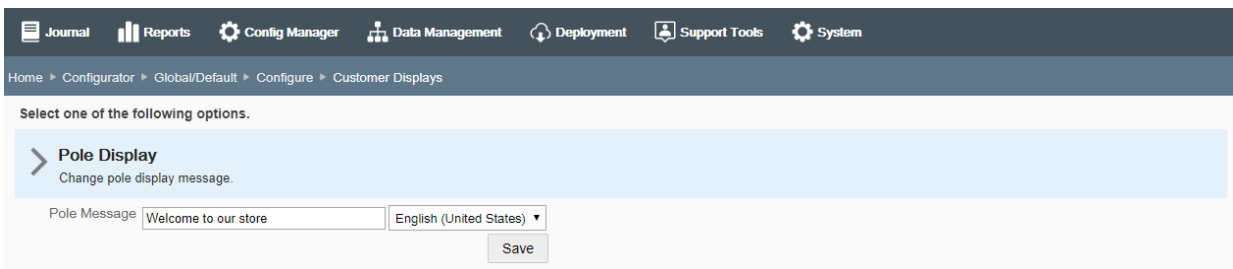 Journal Reports Config Manager Data Management Deployment Support Tools System
Home ▸ Configurator ▸ Global/Default ▸ Configure ▸ Customer Displays
Select one of the following options.
Pole Display
Change pole display message.
Pole Message Welcome to our store English (United States) ▼
Save